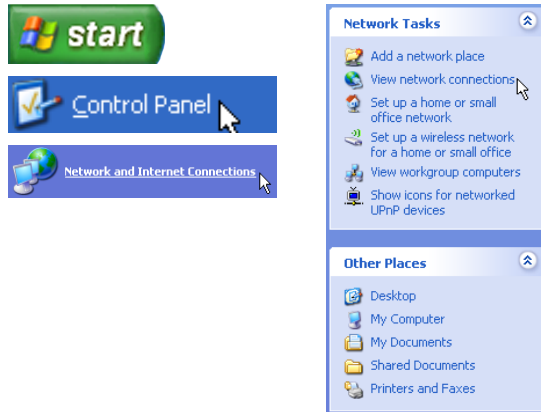 start
Control Panel
Network and Internet Connections
Network Tasks
Add a network place
View network connections
Set up a home or small
office network
Set up a wireless network
for a home or small office
View workgroup computers
Show icons for networked
UPnP devices
Other Places
Desktop
My Computer
My Documents
Shared Documents
Printers and Faxes